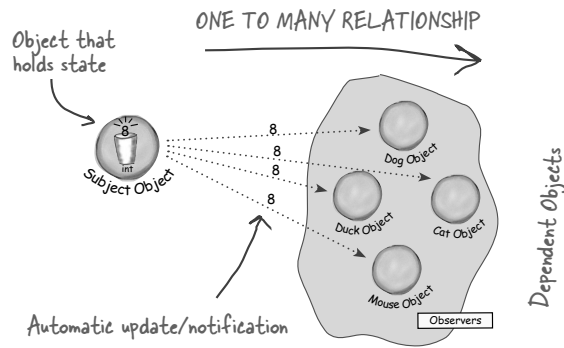 ONE TO MANY RELATIONSHIP
Object that
holds state
8
int
Subject Object
8
8
8
8
Dog Object
Duck Object
Cat Object
Mouse Object
Observers
Automatic update/notification
Dependent Objects